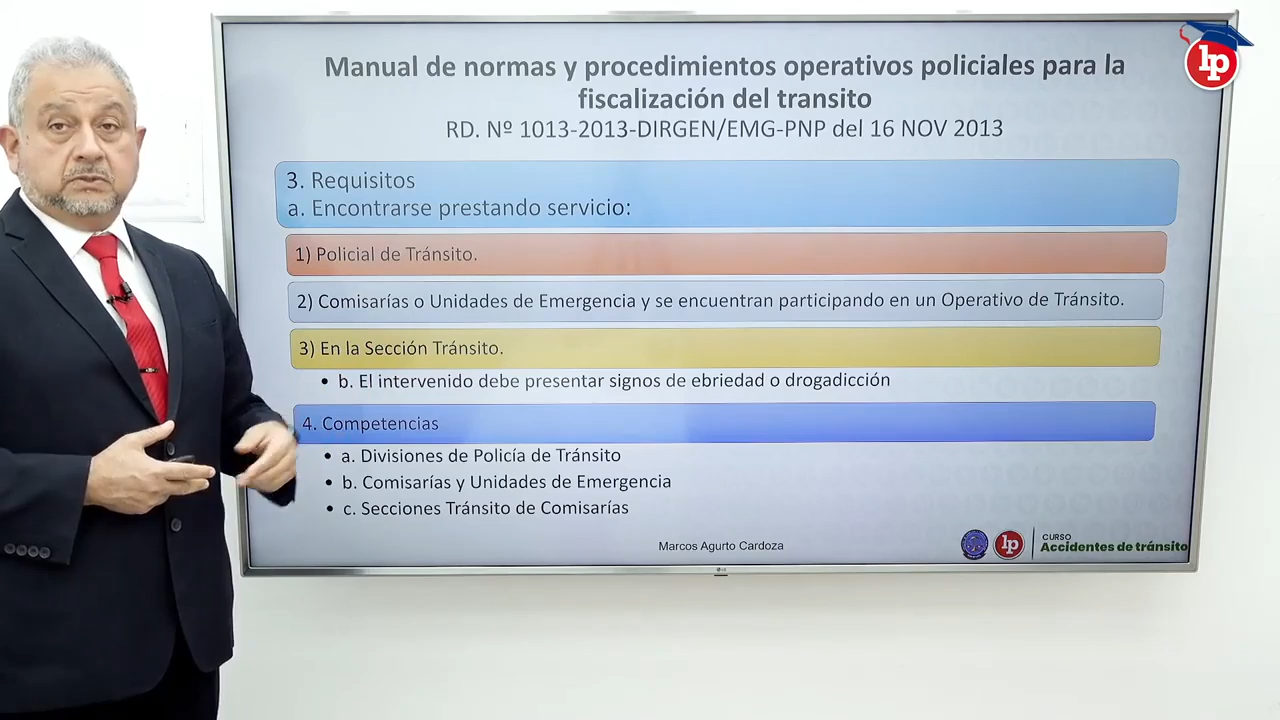 lp
Manual de normas y procedimientos operativos policiales para la
fiscalización del transito
RD. Nº 1013-2013-DIRGEN/EMG-PNP del 16 NOV 2013
3. Requisitos
a. Encontrarse prestando servicio:
1) Policial de Tránsito.
2) Comisarías o Unidades de Emergencia y se encuentran participando en un Operativo de Tránsito.
3) En la Sección Tránsito.
• b. El intervenido debe presentar signos de ebriedad o drogadicción
4. Competencias
• a. Divisiones de Policía de Tránsito
• b. Comisarías y Unidades de Emergencia
• c. Secciones Tránsito de Comisarías
Marcos Agurto Cardoza
lp
CURSO
Accidentes de tránsito
LG